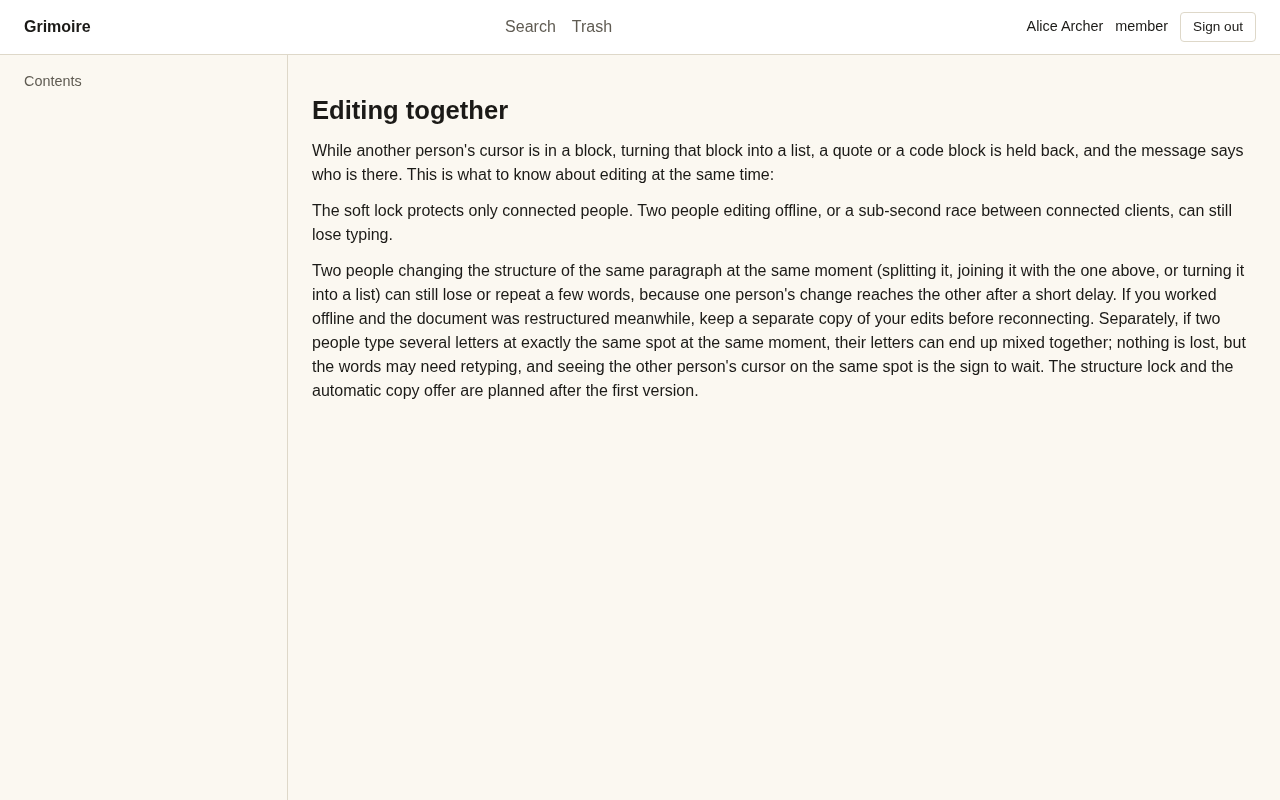 Grimoire
Search Trash
Alice Archer member Sign out
Contents
Editing together
While another person's cursor is in a block, turning that block into a list, a quote or a code block is held back, and the message says
who is there. This is what to know about editing at the same time:
The soft lock protects only connected people. Two people editing offline, or a sub-second race between connected clients, can still
lose typing.
Two people changing the structure of the same paragraph at the same moment (splitting it, joining it with the one above, or turning it
into a list) can still lose or repeat a few words, because one person's change reaches the other after a short delay. If you worked
offline and the document was restructured meanwhile, keep a separate copy of your edits before reconnecting. Separately, if two
people type several letters at exactly the same spot at the same moment, their letters can end up mixed together; nothing is lost, but
the words may need retyping, and seeing the other person's cursor on the same spot is the sign to wait. The structure lock and the
automatic copy offer are planned after the first version.